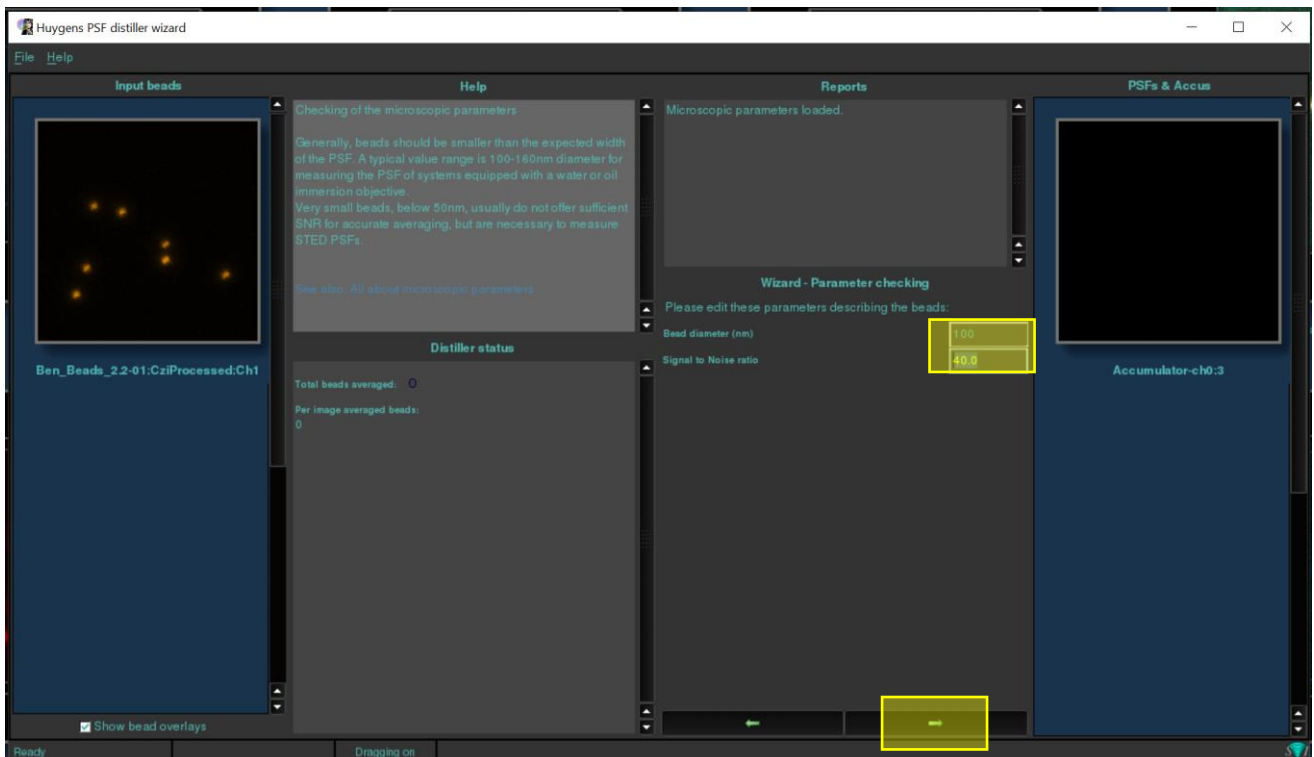 Huygens PSF distiller wizard
File Help
Input beads
Ben_Beads_2.2-01:CziProcessed:Ch1
Show bead overlays
Help
Checking of the microscopic parameters
Generally, beads should be smaller than the expected width
of the PSF. A typical value range is 100-160nm diameter for
measuring the PSF of systems equipped with a water or oil
immersion objective.
Very small beads, below 50nm, usually do not offer sufficient
SNR for accurate averaging, but are necessary to measure
STED PSFs.
See also: All about microscopic parameters
Distiller status
Total beads averaged: 0
Per image averaged beads:
0
Reports
Microscopic parameters loaded.
Wizard - Parameter checking
Please edit these parameters describing the beads:
Bead diameter (nm) 100
Signal to Noise ratio 40.0
PSFs & Accus
Accumulator-ch0:3
Ready
Dragging on